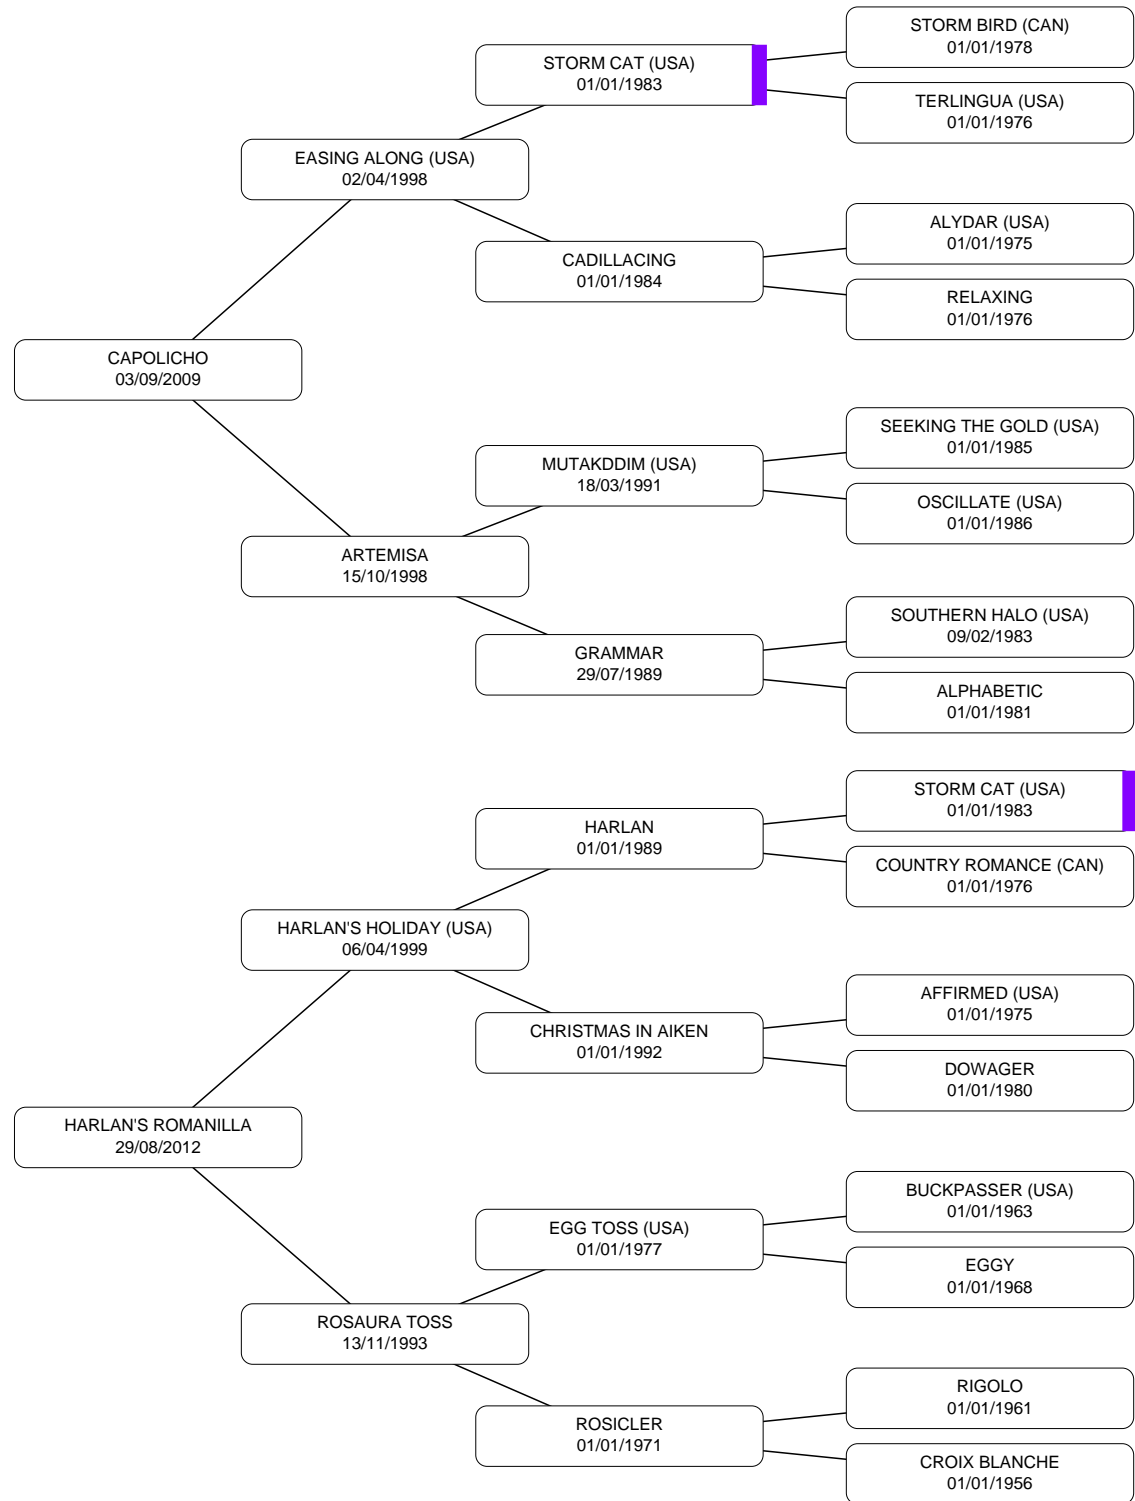 STORM BIRD (CAN)
01/01/1978
STORM CAT (USA)
01/01/1983
TERLINGUA (USA)
01/01/1976
EASING ALONG (USA)
02/04/1998
ALYDAR (USA)
01/01/1975
CADILLACING
01/01/1984
RELAXING
01/01/1976
CAPOLICHO
03/09/2009
SEEKING THE GOLD (USA)
01/01/1985
MUTAKDDIM (USA)
18/03/1991
OSCILLATE (USA)
01/01/1986
ARTEMISA
15/10/1998
SOUTHERN HALO (USA)
09/02/1983
GRAMMAR
29/07/1989
ALPHABETIC
01/01/1981
STORM CAT (USA)
01/01/1983
HARLAN
01/01/1989
COUNTRY ROMANCE (CAN)
01/01/1976
HARLAN'S HOLIDAY (USA)
06/04/1999
AFFIRMED (USA)
01/01/1975
CHRISTMAS IN AIKEN
01/01/1992
DOWAGER
01/01/1980
HARLAN'S ROMANILLA
29/08/2012
BUCKPASSER (USA)
01/01/1963
EGG TOSS (USA)
01/01/1977
EGGY
01/01/1968
ROSAURA TOSS
13/11/1993
RIGOLO
01/01/1961
ROSICLER
01/01/1971
CROIX BLANCHE
01/01/1956